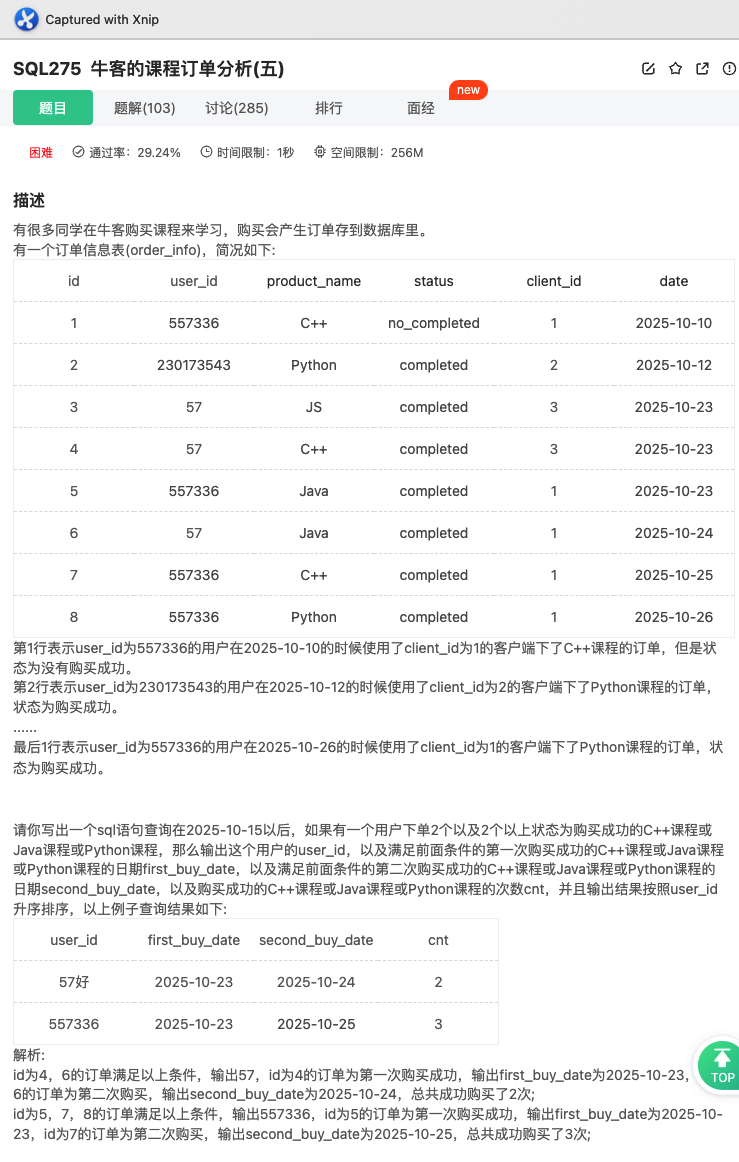 Captured with Xnip
SQL275 牛客的课程订单分析(五)
题目 题解(103) 讨论(285) 排行 面经 new
困难 通过率：29.24% 时间限制：1秒 空间限制：256M
描述
有很多同学在牛客购买课程来学习，购买会产生订单存到数据库里。
有一个订单信息表(order_info)，简况如下:
id user_id product_name status client_id date
1 557336 C++ no_completed 1 2025-10-10
2 230173543 Python completed 2 2025-10-12
3 57 JS completed 3 2025-10-23
4 57 C++ completed 3 2025-10-23
5 557336 Java completed 1 2025-10-23
6 57 Java completed 1 2025-10-24
7 557336 C++ completed 1 2025-10-25
8 557336 Python completed 1 2025-10-26
第1行表示user_id为557336的用户在2025-10-10的时候使用了client_id为1的客户端下了C++课程的订单，但是状
态为没有购买成功。
第2行表示user_id为230173543的用户在2025-10-12的时候使用了client_id为2的客户端下了Python课程的订单，
状态为购买成功。
......
最后1行表示user_id为557336的用户在2025-10-26的时候使用了client_id为1的客户端下了Python课程的订单，状
态为购买成功。
请你写出一个sql语句查询在2025-10-15以后，如果有一个用户下单2个以及2个以上状态为购买成功的C++课程或
Java课程或Python课程，那么输出这个用户的user_id，以及满足前面条件的第一次购买成功的C++课程或Java课程
或Python课程的日期first_buy_date，以及满足前面条件的第二次购买成功的C++课程或Java课程或Python课程的
日期second_buy_date，以及购买成功的C++课程或Java课程或Python课程的次数cnt，并且输出结果按照user_id
升序排序，以上例子查询结果如下:
user_id first_buy_date second_buy_date cnt
57好 2025-10-23 2025-10-24 2
557336 2025-10-23 2025-10-25 3
解析:
id为4，6的订单满足以上条件，输出57，id为4的订单为第一次购买成功，输出first_buy_date为2025-10-23，
6的订单为第二次购买，输出second_buy_date为2025-10-24，总共成功购买了2次;
id为5，7，8的订单满足以上条件，输出557336，id为5的订单为第一次购买成功，输出first_buy_date为2025-10-
23，id为7的订单为第二次购买，输出second_buy_date为2025-10-25，总共成功购买了3次;
TOP